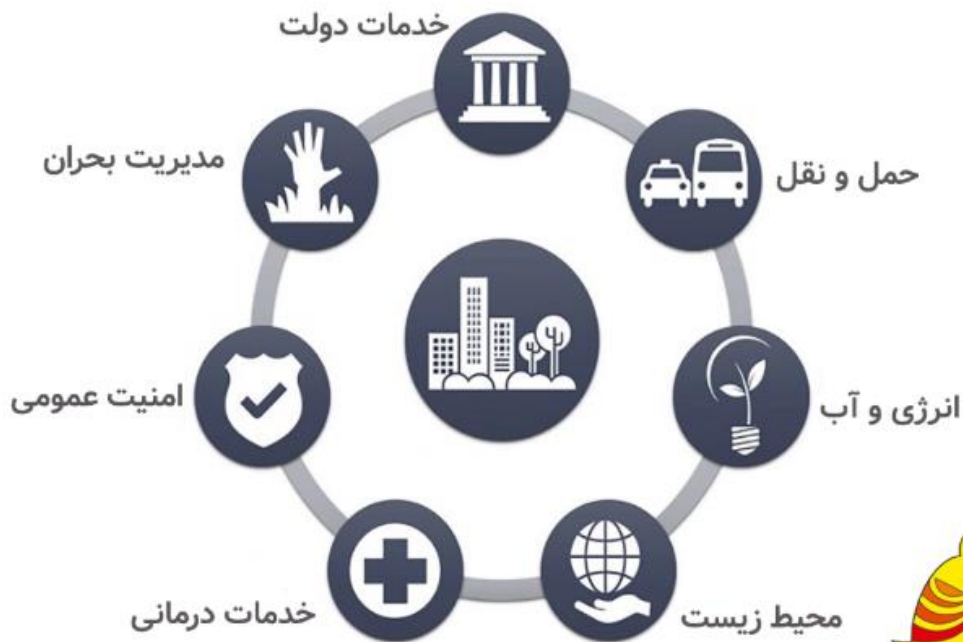 خدمات دولت
حمل و نقل
انرژی و آب
محیط زیست
خدمات درمانی
امنیت عمومی
مدیریت بحران